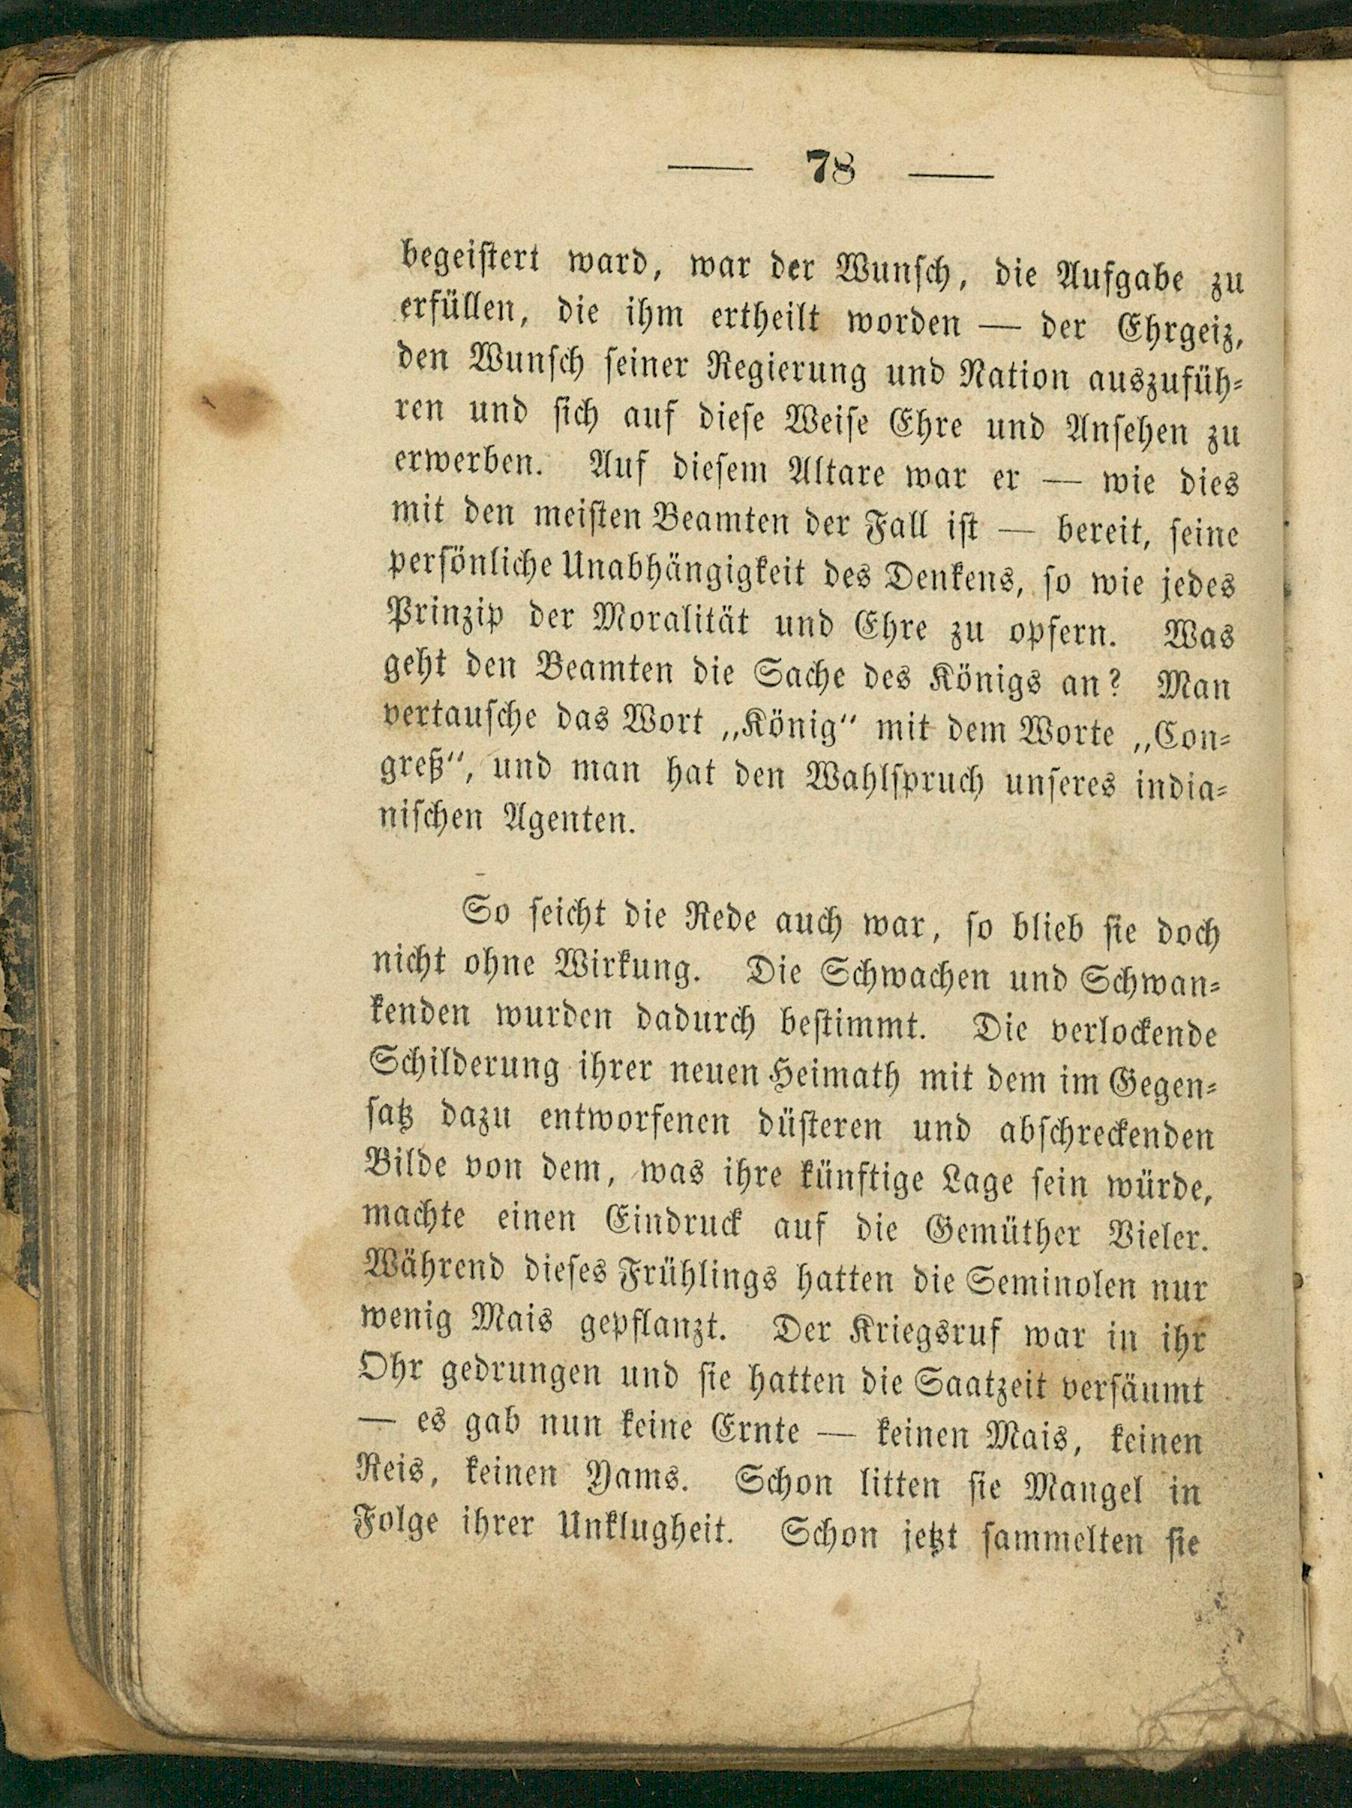 — 78 —
begeistert ward, war der Wunsch, die Aufgabe zu
erfüllen, die ihm ertheilt worden — der Ehrgeiz,
den Wunsch seiner Regierung und Nation auszufüh-
ren und sich auf diese Weise Ehre und Ansehen zu
erwerben. Auf diesem Altare war er — wie dies
mit den meisten Beamten der Fall ist — bereit, seine
persönliche Unabhängigkeit des Denkens, so wie jedes
Prinzip der Moralität und Ehre zu opfern. Was
geht den Beamten die Sache des Königs an? Man
vertausche das Wort „König“ mit dem Worte „Con-
greß“, und man hat den Wahlspruch unseres india-
nischen Agenten.
So seicht die Rede auch war, so blieb sie doch
nicht ohne Wirkung. Die Schwachen und Schwan-
kenden wurden dadurch bestimmt. Die verlockende
Schilderung ihrer neuen Heimath mit dem im Gegen-
satz dazu entworfenen düsteren und abschreckenden
Bilde von dem, was ihre künftige Lage sein würde,
machte einen Eindruck auf die Gemüther Vieler.
Während dieses Frühlings hatten die Seminolen nur
wenig Mais gepflanzt. Der Kriegsruf war in ihr
Ohr gedrungen und sie hatten die Saatzeit versäumt
— es gab nun keine Ernte — keinen Mais, keinen
Reis, keinen Yams. Schon litten sie Mangel in
Folge ihrer Unklugheit. Schon jetzt sammelten sie